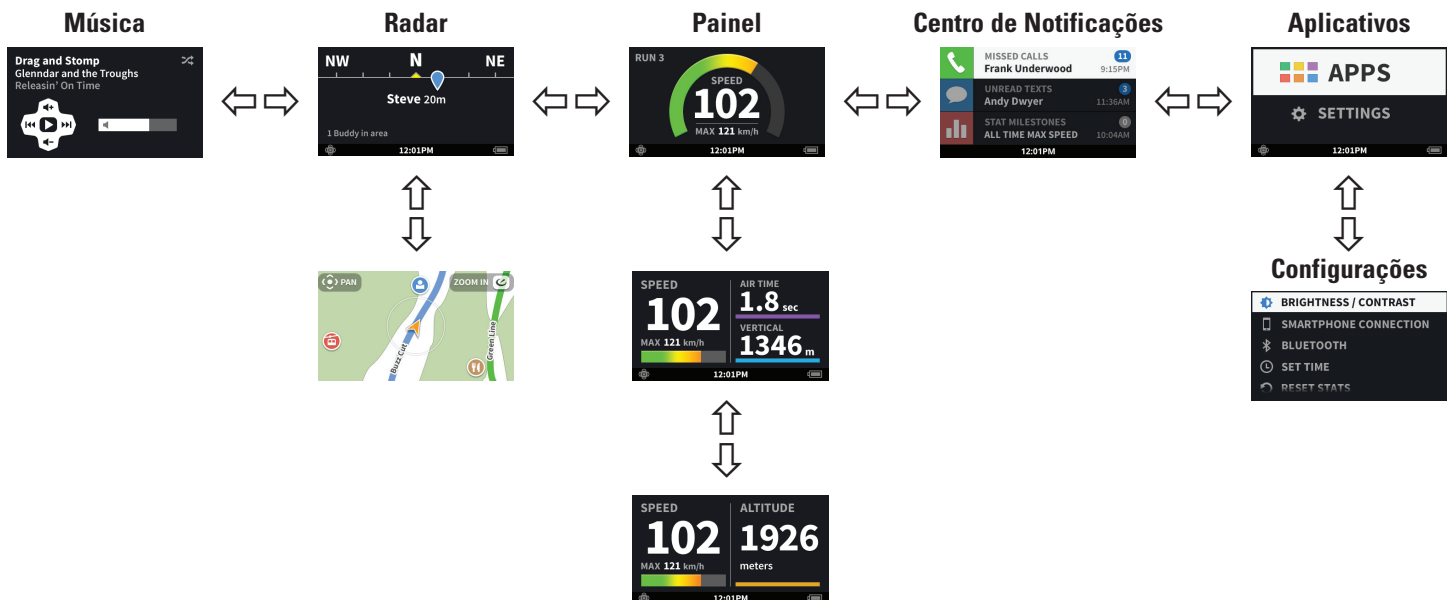 Música
Radar
Painel
Centro de Notificações
Aplicativos
Drag and Stomp
Glenndar and the Troughs
Releasin' On Time
NW N NE
Steve 20m
1 Buddy in area
12:01PM
RUN 3
SPEED
102
MAX 121 km/h
12:01PM
MISSED CALLS 11
Frank Underwood 9:15PM
UNREAD TEXTS 3
Andy Dwyer 11:36AM
STAT MILESTONES 0
ALL TIME MAX SPEED 10:04AM
12:01PM
APPS
SETTINGS
12:01PM
PAN
ZOOM IN
Buzz Cut
Green Line
SPEED
102
MAX 121 km/h
AIR TIME
1.8 sec
VERTICAL
1346 m
12:01PM
Configurações
BRIGHTNESS / CONTRAST
SMARTPHONE CONNECTION
BLUETOOTH
SET TIME
RESET STATS
SPEED
102
MAX 121 km/h
ALTITUDE
1926
meters
12:01PM